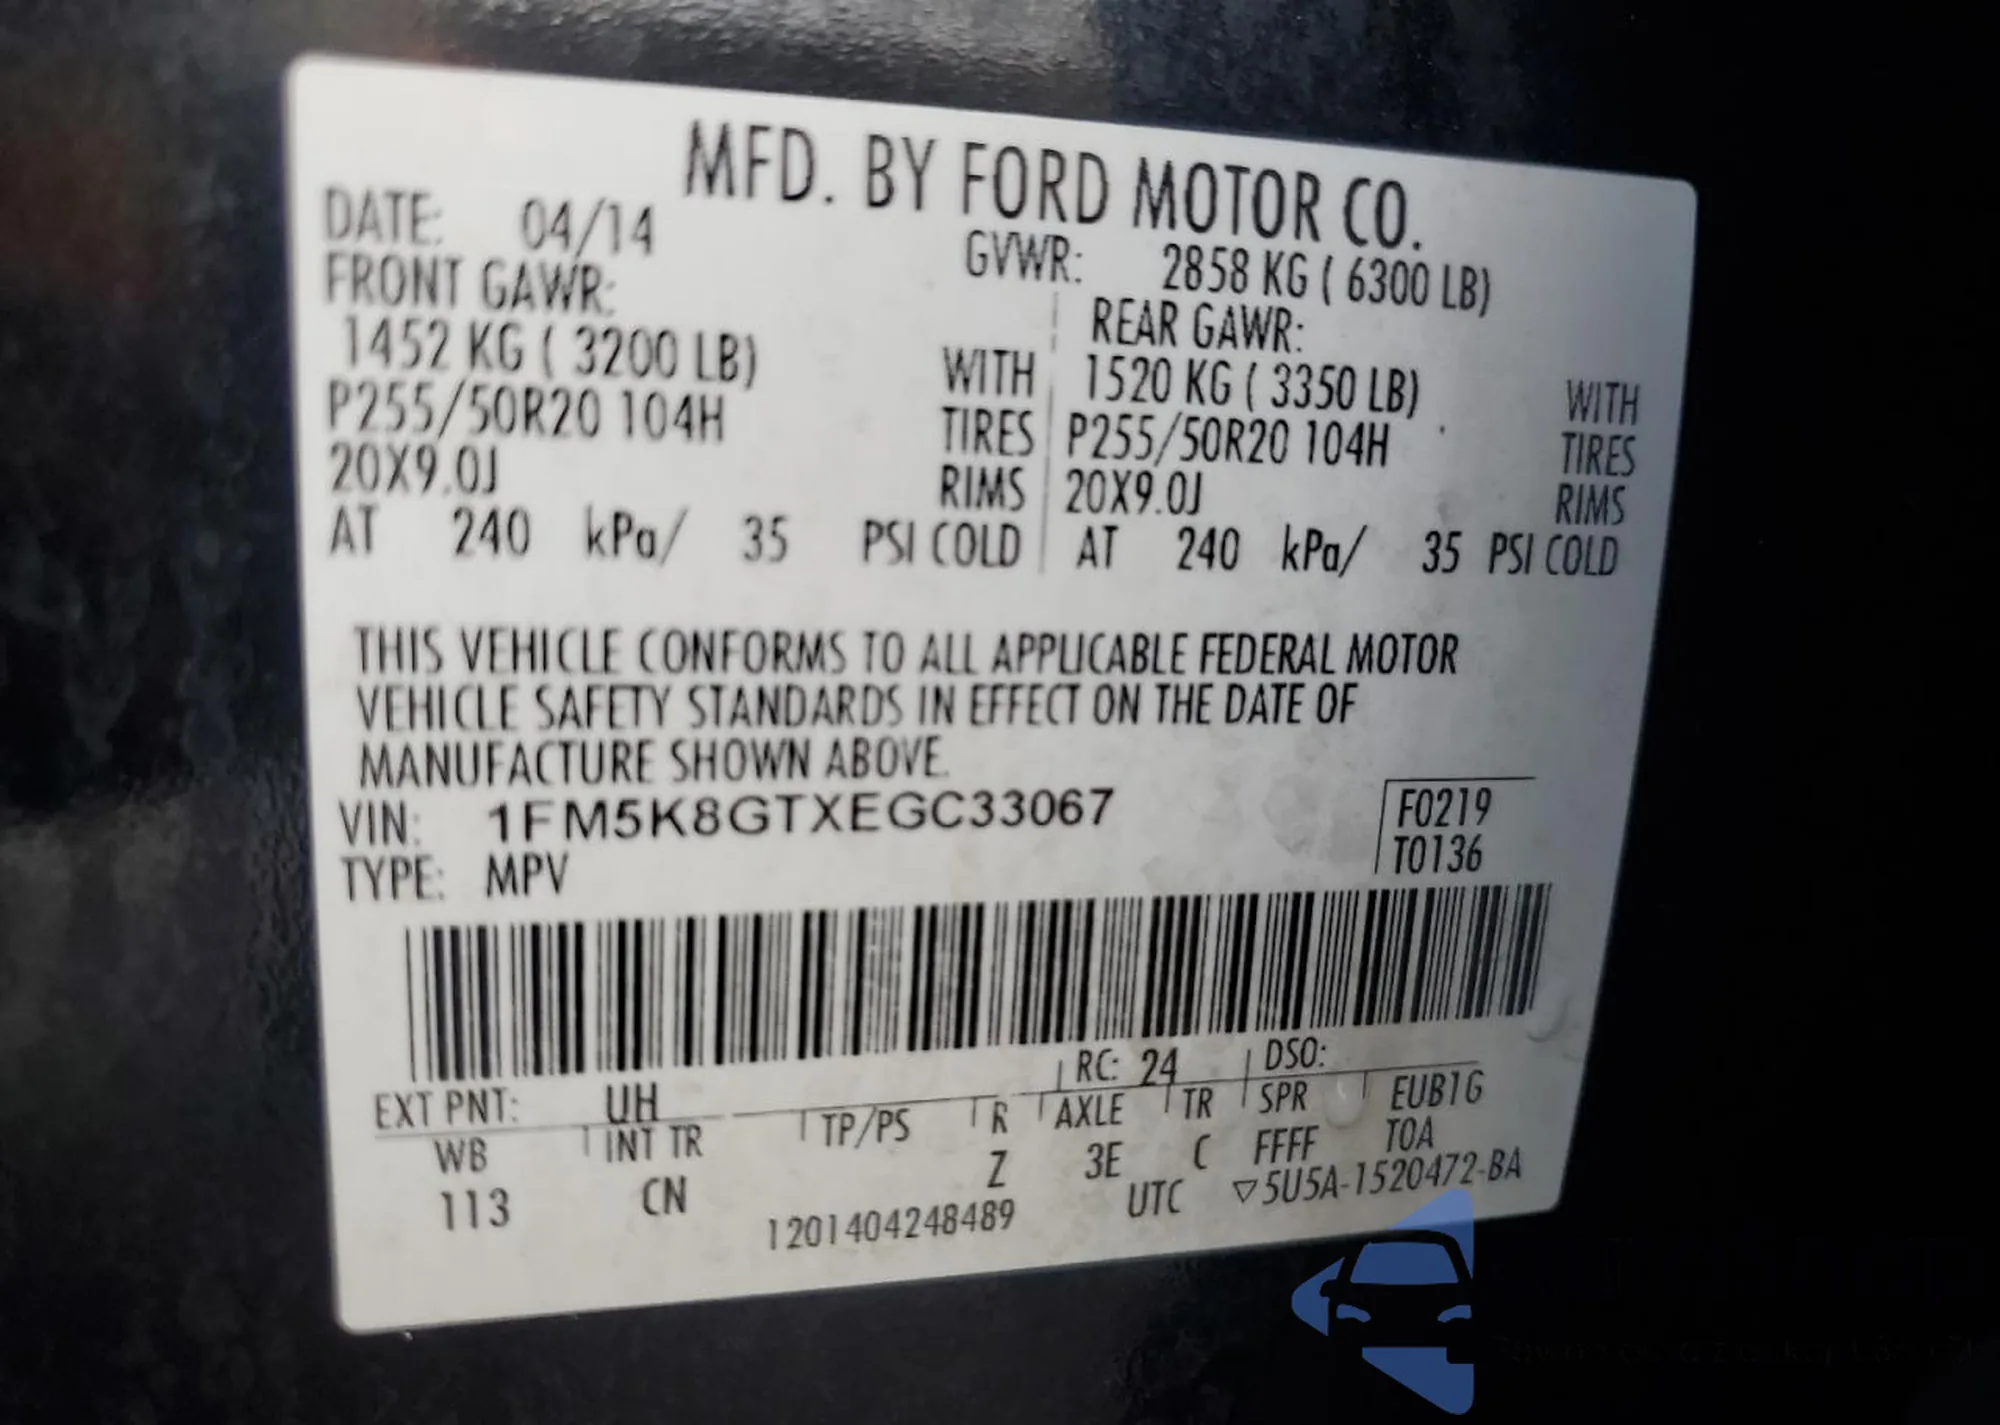 MFD. BY FORD MOTOR CO.
DATE: 04/14 GVWR: 2858 KG ( 6300 LB)
FRONT GAWR: REAR GAWR:
1452 KG ( 3200 LB) WITH 1520 KG ( 3350 LB) WITH
P255/50R20 104H TIRES P255/50R20 104H TIRES
20X9.0J RIMS 20X9.0J RIMS
AT 240 kPa/ 35 PSI COLD AT 240 kPa/ 35 PSI COLD
THIS VEHICLE CONFORMS TO ALL APPLICABLE FEDERAL MOTOR
VEHICLE SAFETY STANDARDS IN EFFECT ON THE DATE OF
MANUFACTURE SHOWN ABOVE.
VIN: 1FM5K8GTXEGC33067 F0219
TYPE: MPV T0136
EXT PNT: UH RC: 24 DSO:
WB INT TR TP/PS R AXLE TR SPR EUB1G
113 CN Z 3E C FFFF TOA
1201404248489 UTC ▽5U5A-1520472-BA